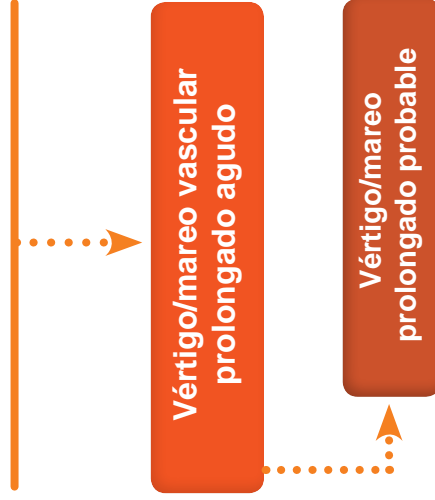 Vértigo/mareo vascular
prolongado agudo
Vértigo/mareo
prolongado probable